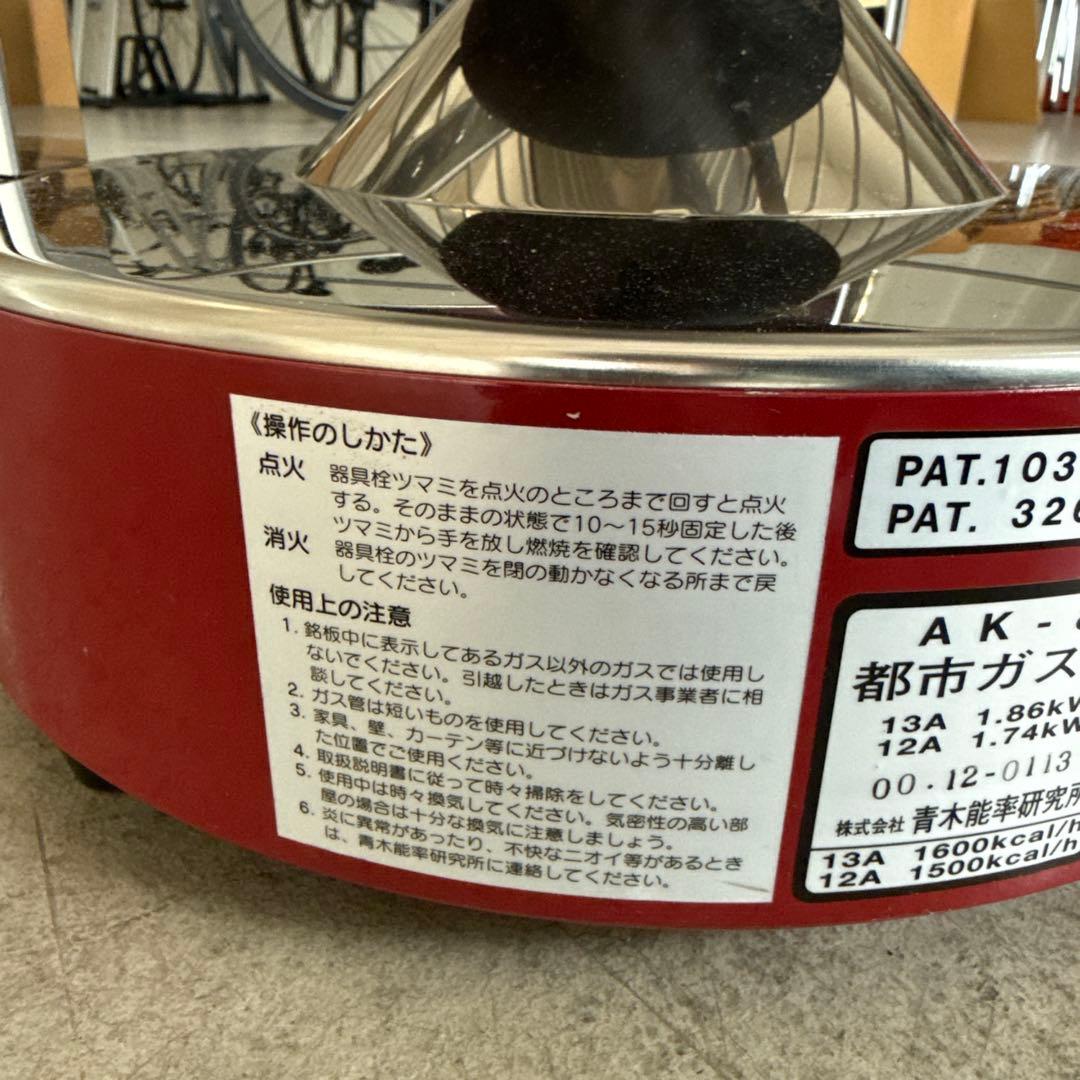 《操作のしかた》
点火 器具栓ツマミを点火のところまで回すと点火
する。そのままの状態で10～15秒固定した後
ツマミから手を放し燃焼を確認してください。
消火 器具栓のツマミを閉の動かなくなる所まで戻
してください。
使用上の注意
1. 銘板中に表示してあるガス以外のガスでは使用し
ないでください。引越したときはガス事業者に相
談してください。
2. ガス管は短いものを使用してください。
3. 家具、壁、カーテン等に近づけないよう十分離し
た位置でご使用ください。
4. 取扱説明書に従って時々掃除をしてください。
5. 使用中は時々換気してください。気密性の高い部
屋の場合は十分な換気に注意しましょう。
6. 炎に異常があったり、不快なニオイ等があるとき
は、青木能率研究所に連絡してください。
PAT.103
PAT. 326
AK-
都市ガス
13A 1.86kW
12A 1.74kW
00.12-0113
株式会社 青木能率研究所
13A 1600kcal/h
12A 1500kcal/h